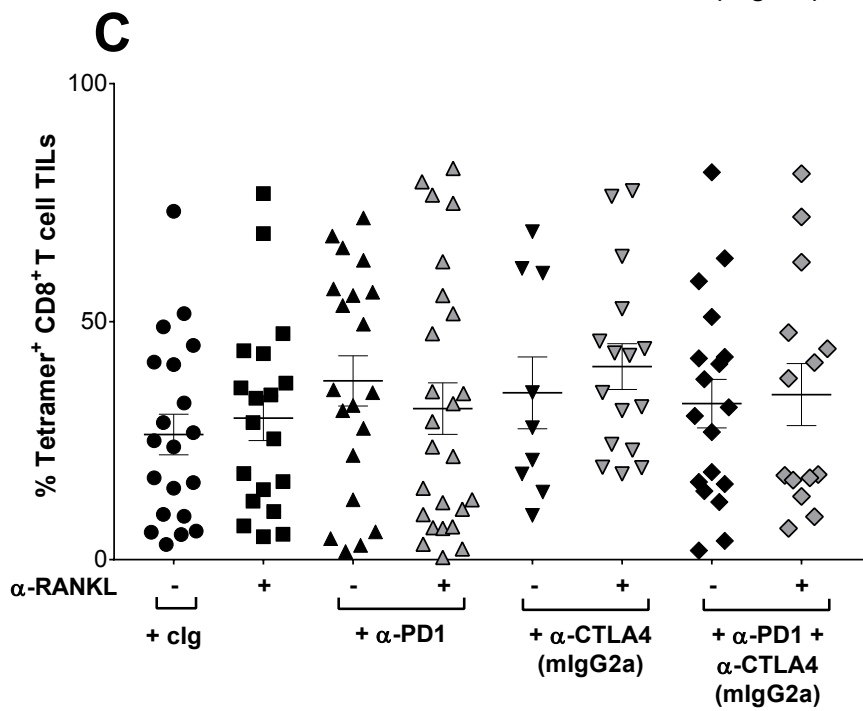 C
% Tetramer⁺ CD8⁺ T cell TILs
100
50
0
α-RANKL - + - + - + - +
+ cIg + α-PD1 + α-CTLA4 + α-PD1 +
(mIgG2a) α-CTLA4
(mIgG2a)